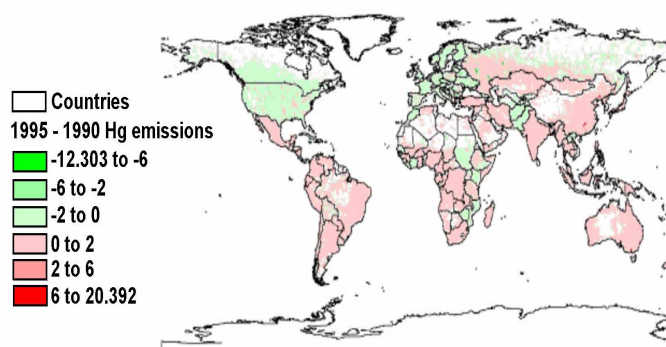 Countries
1995 - 1990 Hg emissions
-12.303 to -6
-6 to -2
-2 to 0
0 to 2
2 to 6
6 to 20.392